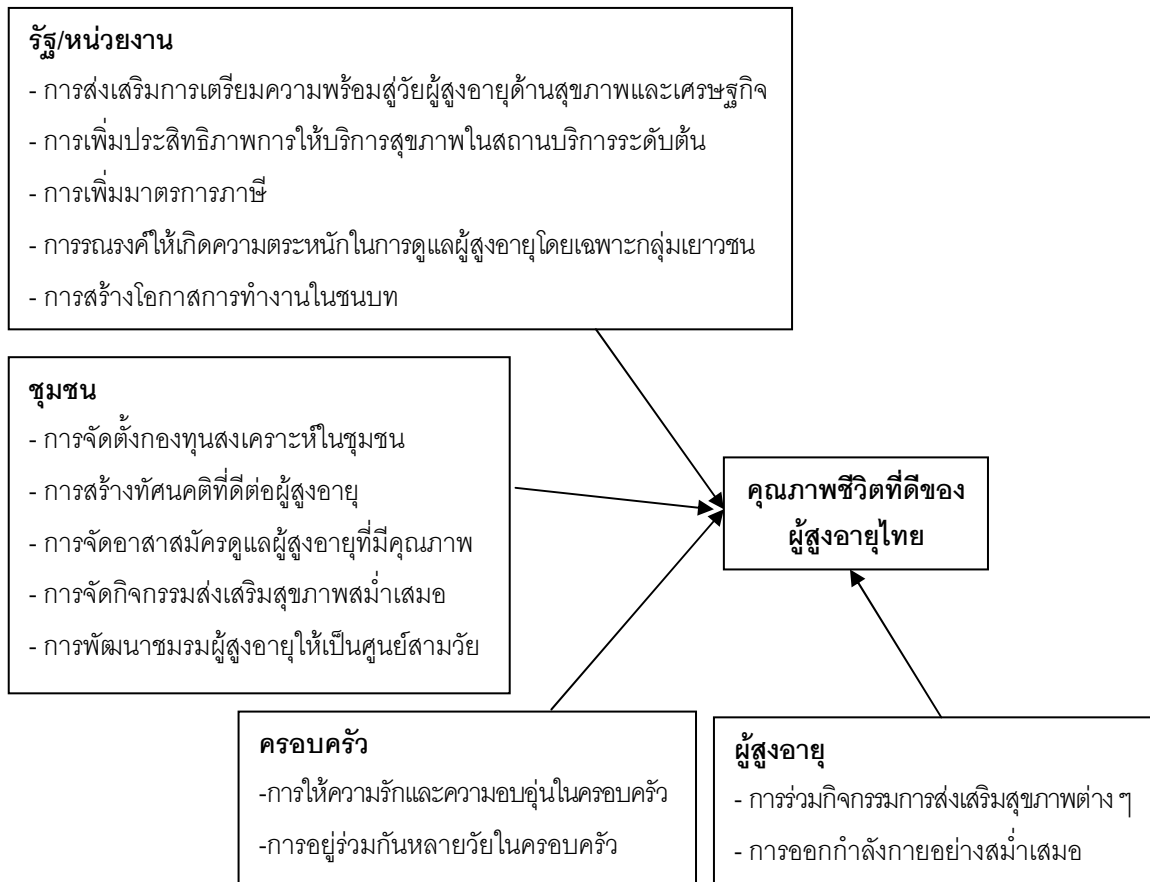 รัฐ/หน่วยงาน
- การส่งเสริมการเตรียมความพร้อมสู่วัยผู้สูงอายุด้านสุขภาพและเศรษฐกิจ
- การเพิ่มประสิทธิภาพการให้บริการสุขภาพในสถานบริการระดับต้น
- การเพิ่มมาตรการภาษี
- การรณรงค์ให้เกิดความตระหนักในการดูแลผู้สูงอายุโดยเฉพาะกลุ่มเยาวชน
- การสร้างโอกาสการทำงานในชนบท
ชุมชน
- การจัดตั้งกองทุนสงเคราะห์ในชุมชน
- การสร้างทัศนคติที่ดีต่อผู้สูงอายุ
- การจัดอาสาสมัครดูแลผู้สูงอายุที่มีคุณภาพ
- การจัดกิจกรรมส่งเสริมสุขภาพสม่ำเสมอ
- การพัฒนาชมรมผู้สูงอายุให้เป็นศูนย์สามวัย
คุณภาพชีวิตที่ดีของ
ผู้สูงอายุไทย
ครอบครัว
-การให้ความรักและความอบอุ่นในครอบครัว
-การอยู่ร่วมกันหลายวัยในครอบครัว
ผู้สูงอายุ
- การร่วมกิจกรรมการส่งเสริมสุขภาพต่าง ๆ
- การออกกำลังกายอย่างสม่ำเสมอ